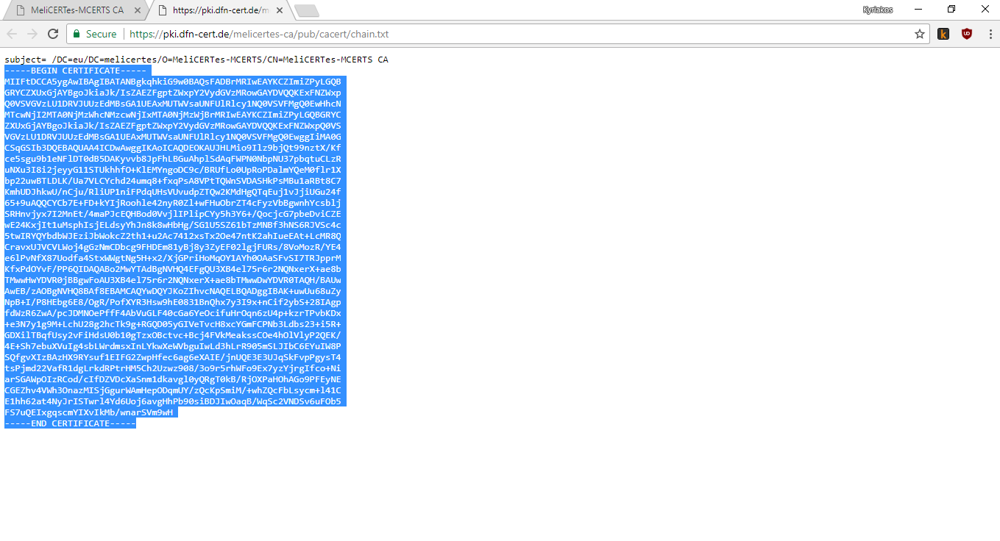 MeliCERTes-MCERTS CA
https://pki.dfn-cert.de/m
Kyriakos
Secure
https://pki.dfn-cert.de/melicertes-ca/pub/cacert/chain.txt
subject= /DC=eu/DC=melicertes/O=MeliCERTes-MCERTS/CN=MeliCERTes-MCERTS CA
-----BEGIN CERTIFICATE-----
MIIFtDCCA5ygAwIBAgIBATANBgkqhkiG9w0BAQsFADBrMRIwEAYKCZImiZPyLGQB
GRYCZXUxGjAYBgoJkiaJk/IsZAEZFgptZWxpY2VydGVzMRowGAYDVQQKExFNZWxp
Q0VSVGVzLU1DRVJUUzEdMBsGA1UEAxMUTWVsaUNFUlRlcy1NQ0VSVFMgQ0EwHhcN
MTcwNjI2MTA0NjMzWhcNMzcwNjIxMTA0NjMzWjBrMRIwEAYKCZImiZPyLGQBGRYC
ZXUxGjAYBgoJkiaJk/IsZAEZFgptZWxpY2VydGVzMRowGAYDVQQKExFNZWxpQ0VS
VGVzLU1DRVJUUzEdMBsGA1UEAxMUTWVsaUNFUlRlcy1NQ0VSVFMgQ0EwggIiMA0G
CSqGSIb3DQEBAQUAA4ICDwAwggIKAoICAQDEOKAUJHLMio9Ilz9bjQt99nztX/Kf
ce5sgu9b1eNFlDT0dB5DAKyvvb8JpFhLBGuAhplSdAqFWPN0NbpNU37pbqtuCLzR
uNXu3I8i2jeyyG11STUkhhfO+KlEMYngoDC9c/BRUfLo0UpRoPDalmYQeM0flr1X
bp22uwBTLDLK/Ua7VLCYchd24umq8+fxqPsA8VPtTQWnSVDASHkPsMBu1aRBt8C7
KmhUDJhkwU/nCju/RliUP1niFPdqUHsVUvudpZTQw2KMdHgQTqEuj1vJjiUGu24f
65+9uAQQCYCb7E+FD+kYIjRoohle42nyR0Zl+wFHuObrZT4cFyzVbBgwnhYcsblj
SRHnvjyx7I2MnEt/4maPJcEQHBod0VvjlIPlipCYy5h3Y6+/QocjcG7pbeDviCZE
wE24KxjIt1uMsphIsjELdsyYhJn8k8wHbHg/SG1U5SZ61bTzMNBf3hNS6RJVSc4c
5twIRYQYbdbWJEziJbWokcZ2th1+u2Ac7412xsTx2Oe47ntK2ahIueEAt+LcMR8Q
CravxUJVCVLWoj4gGzNmCDbcg9FHDEm81yBj8y3ZyEF02lgjFURs/8VoMozR/YE4
e6lPvNfX87Uodfa4StxWWgtNg5H+x2/XjGPriHoMqOY1AYh0OAaSFvSI7TRJpprM
KfxPdOYvF/PP6QIDAQABo2MwYTAdBgNVHQ4EFgQU3XB4el75r6r2NQNxerX+ae8b
TMwwHwYDVR0jBBgwFoAU3XB4el75r6r2NQNxerX+ae8bTMwwDwYDVR0TAQH/BAUw
AwEB/zAOBgNVHQ8BAf8EBAMCAQYwDQYJKoZIhvcNAQELBQADggIBAK+uwUu68uZy
NpB+I/P8HEbg6E8/OgR/PofXYR3Hsw9hE0831BnQhx7y3I9x+nCif2ybS+28IAgp
fdWzR6ZwA/pcJDMNOePffF4AbVuGLF40cGa6YeOcifuHrOqn6zU4p+kzrTPvbKDx
+e3N7y1g9M+LchU28g2hcTk9g+RGQD05yGIVeTvcH8xcYGmFCPNb3Ldbs23+i5R+
GDXilTBqfUsy2vFiHdsU0b10gTzxOBctvc+Bcj4FVkMeakssCOe4hOlVlyP2QEK/
4E+Sh7ebuXVuIg4sbLWrdmsxInLYkwXeWVbguIwLd3hLrR905mSLJIbC6EYuIW8P
SQfgvXIzBAzHX9RYsuf1EIFG2ZwpHfec6ag6eXAIE/jnUQE3E3UJqSkFvpPgysT4
tsPjmd22VafR1dgLrkdRPtrHM5Ch2Uzwz908/3o9r5rhWFo9Ex7yzYjrgIfco+Ni
arSGAWpOIzRCod/cIfDZVDcXaSnm1dkavgl0yQRgT0kB/RjOXPaHOhAGo9PFEyNE
CGEZhv4VWh3OnazMISjGgurWAmHepODqmUY/zQcKpSmiM/+whZQcFbLsycm+l41C
E1hh62at4NyJrISTwrl4Yd6Uoj6avgHhPb90siBDJIwOaqB/WqSc2VNDSv6uFOb5
FS7uQEIxgqscmYIXvIkMb/wnarSVm9wH
-----END CERTIFICATE-----